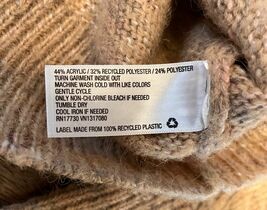 44% ACRYLIC / 32% RECYCLED POLYESTER / 24% POLYESTER
TURN GARMENT INSIDE OUT
MACHINE WASH COLD WITH LIKE COLORS
GENTLE CYCLE
ONLY NON-CHLORINE BLEACH IF NEEDED
TUMBLE DRY
COOL IRON IF NEEDED
RN17730 VN1317080
LABEL MADE FROM 100% RECYCLED PLASTIC